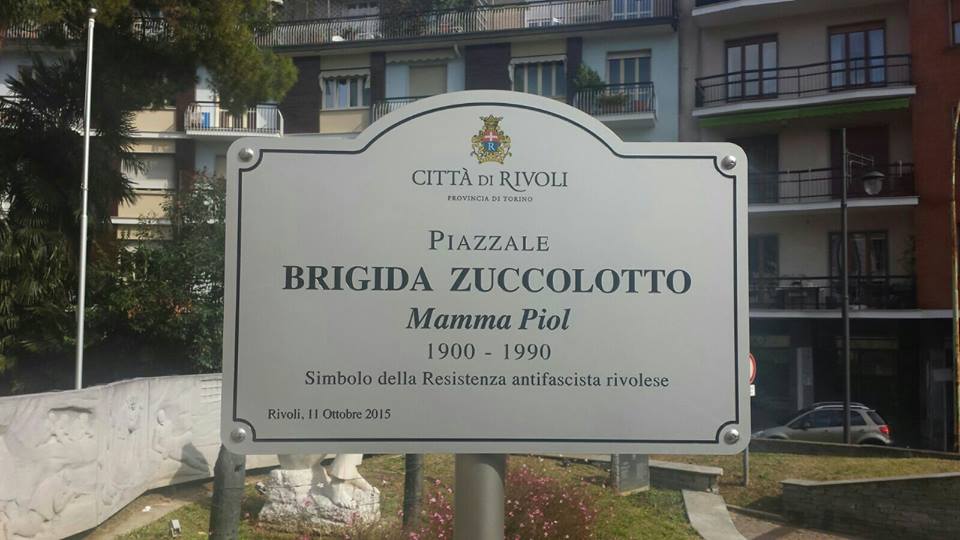 R
CITTÀ DI RIVOLI
PROVINCIA DI TORINO
PIAZZALE
BRIGIDA ZUCCOLOTTO
Mamma Piol
1900 - 1990
Simbolo della Resistenza antifascista rivolese
Rivoli, 11 Ottobre 2015